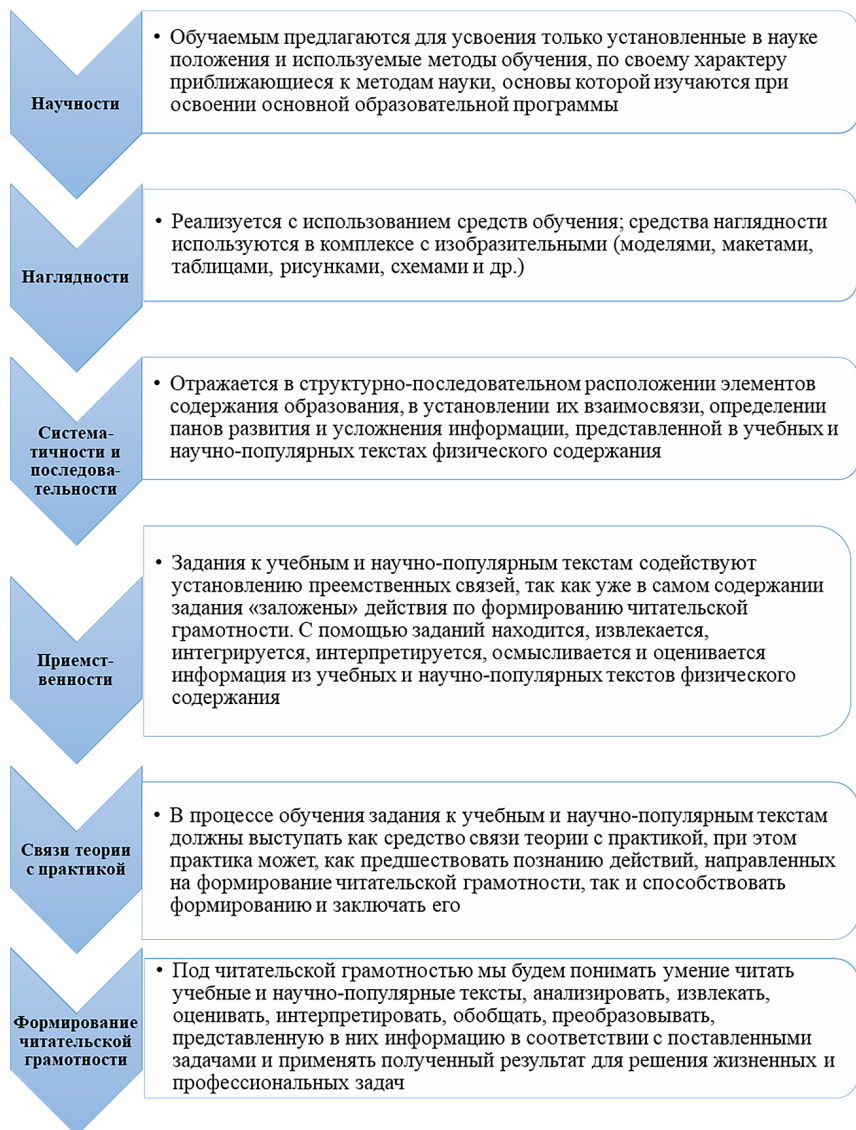 Научности
• Обучаемым предлагаются для усвоения только установленные в науке
положения и используемые методы обучения, по своему характеру
приближающиеся к методам науки, основы которой изучаются при
освоении основной образовательной программы
Наглядности
• Реализуется с использованием средств обучения; средства наглядности
используются в комплексе с изобразительными (моделями, макетами,
таблицами, рисунками, схемами и др.)
Система-
тичности и
последова-
тельности
• Отражается в структурно-последовательном расположении элементов
содержания образования, в установлении их взаимосвязи, определении
панов развития и усложнения информации, представленной в учебных и
научно-популярных текстах физического содержания
Приемст-
венности
• Задания к учебным и научно-популярным текстам содействуют
установлению преемственных связей, так как уже в самом содержании
задания «заложены» действия по формированию читательской
грамотности. С помощью заданий находится, извлекается,
интегрируется, интерпретируется, осмысливается и оценивается
информация из учебных и научно-популярных текстов физического
содержания
Связи теории
с практикой
• В процессе обучения задания к учебным и научно-популярным текстам
должны выступать как средство связи теории с практикой, при этом
практика может, как предшествовать познанию действий, направленных
на формирование читательской грамотности, так и способствовать
формированию и заключать его
Формирование
читательской
грамотности
• Под читательской грамотностью мы будем понимать умение читать
учебные и научно-популярные тексты, анализировать, извлекать,
оценивать, интерпретировать, обобщать, преобразовывать,
представленную в них информацию в соответствии с поставленными
задачами и применять полученный результат для решения жизненных и
профессиональных задач